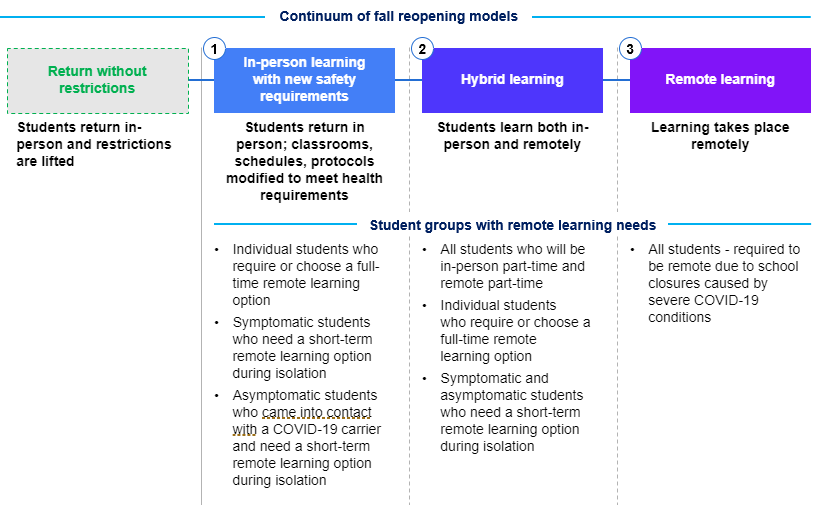 Continuum of fall reopening models
Return without
restrictions
Students return in-
person and restrictions
are lifted
1
In-person learning
with new safety
requirements
Students return in
person; classrooms,
schedules, protocols
modified to meet health
requirements
2
Hybrid learning
Students learn both in-
person and remotely
3
Remote learning
Learning takes place
remotely
Student groups with remote learning needs
• Individual students who
require or choose a full-
time remote learning
option
• Symptomatic students
who need a short-term
remote learning option
during isolation
• Asymptomatic students
who came into contact
with a COVID-19 carrier
and need a short-term
remote learning option
during isolation
• All students who will be
in-person part-time and
remote part-time
• Individual students
who require or choose a
full-time remote
learning option
• Symptomatic and
asymptomatic students
who need a short-term
remote learning option
during isolation
• All students - required to
be remote due to school
closures caused by
severe COVID-19
conditions